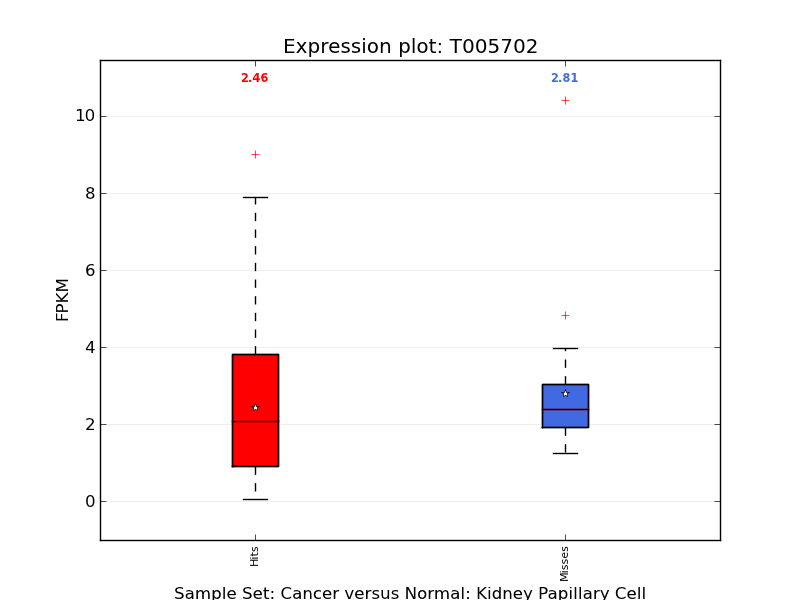 Expression plot: T005702
2.46
2.81
10
8
6
4
2
0
FPKM
Hits
Misses
Sample Set: Cancer versus Normal: Kidney Papillary Cell